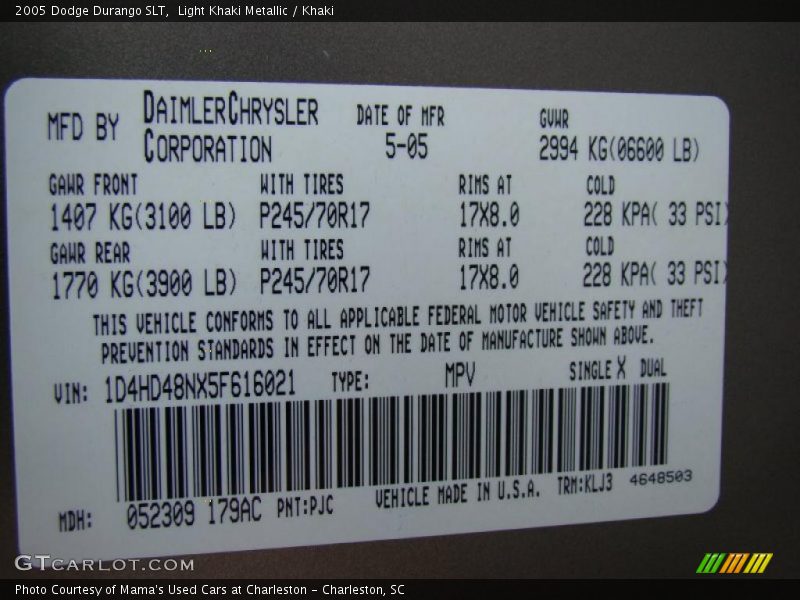 2005 Dodge Durango SLT,  Light Khaki Metallic / Khaki
MFD BY DAIMLERCHRYSLER CORPORATION DATE OF MFR 5-05 GVWR 2994 KG(06600 LB)
GAWR FRONT WITH TIRES RIMS AT COLD
1407 KG(3100 LB) P245/70R17 17X8.0 228 KPA( 33 PSI)
GAWR REAR WITH TIRES RIMS AT COLD
1770 KG(3900 LB) P245/70R17 17X8.0 228 KPA( 33 PSI)
THIS VEHICLE CONFORMS TO ALL APPLICABLE FEDERAL MOTOR VEHICLE SAFETY AND THEFT
PREVENTION STANDARDS IN EFFECT ON THE DATE OF MANUFACTURE SHOWN ABOVE.
VIN: 1D4HD48NX5F616021 TYPE: MPV SINGLE X DUAL
MDH: 052309 179AC PNT:PJC VEHICLE MADE IN U.S.A. TRM:KLJ3 4648503
GTCARLOT.COM
Photo Courtesy of Mama's Used Cars at Charleston - Charleston, SC